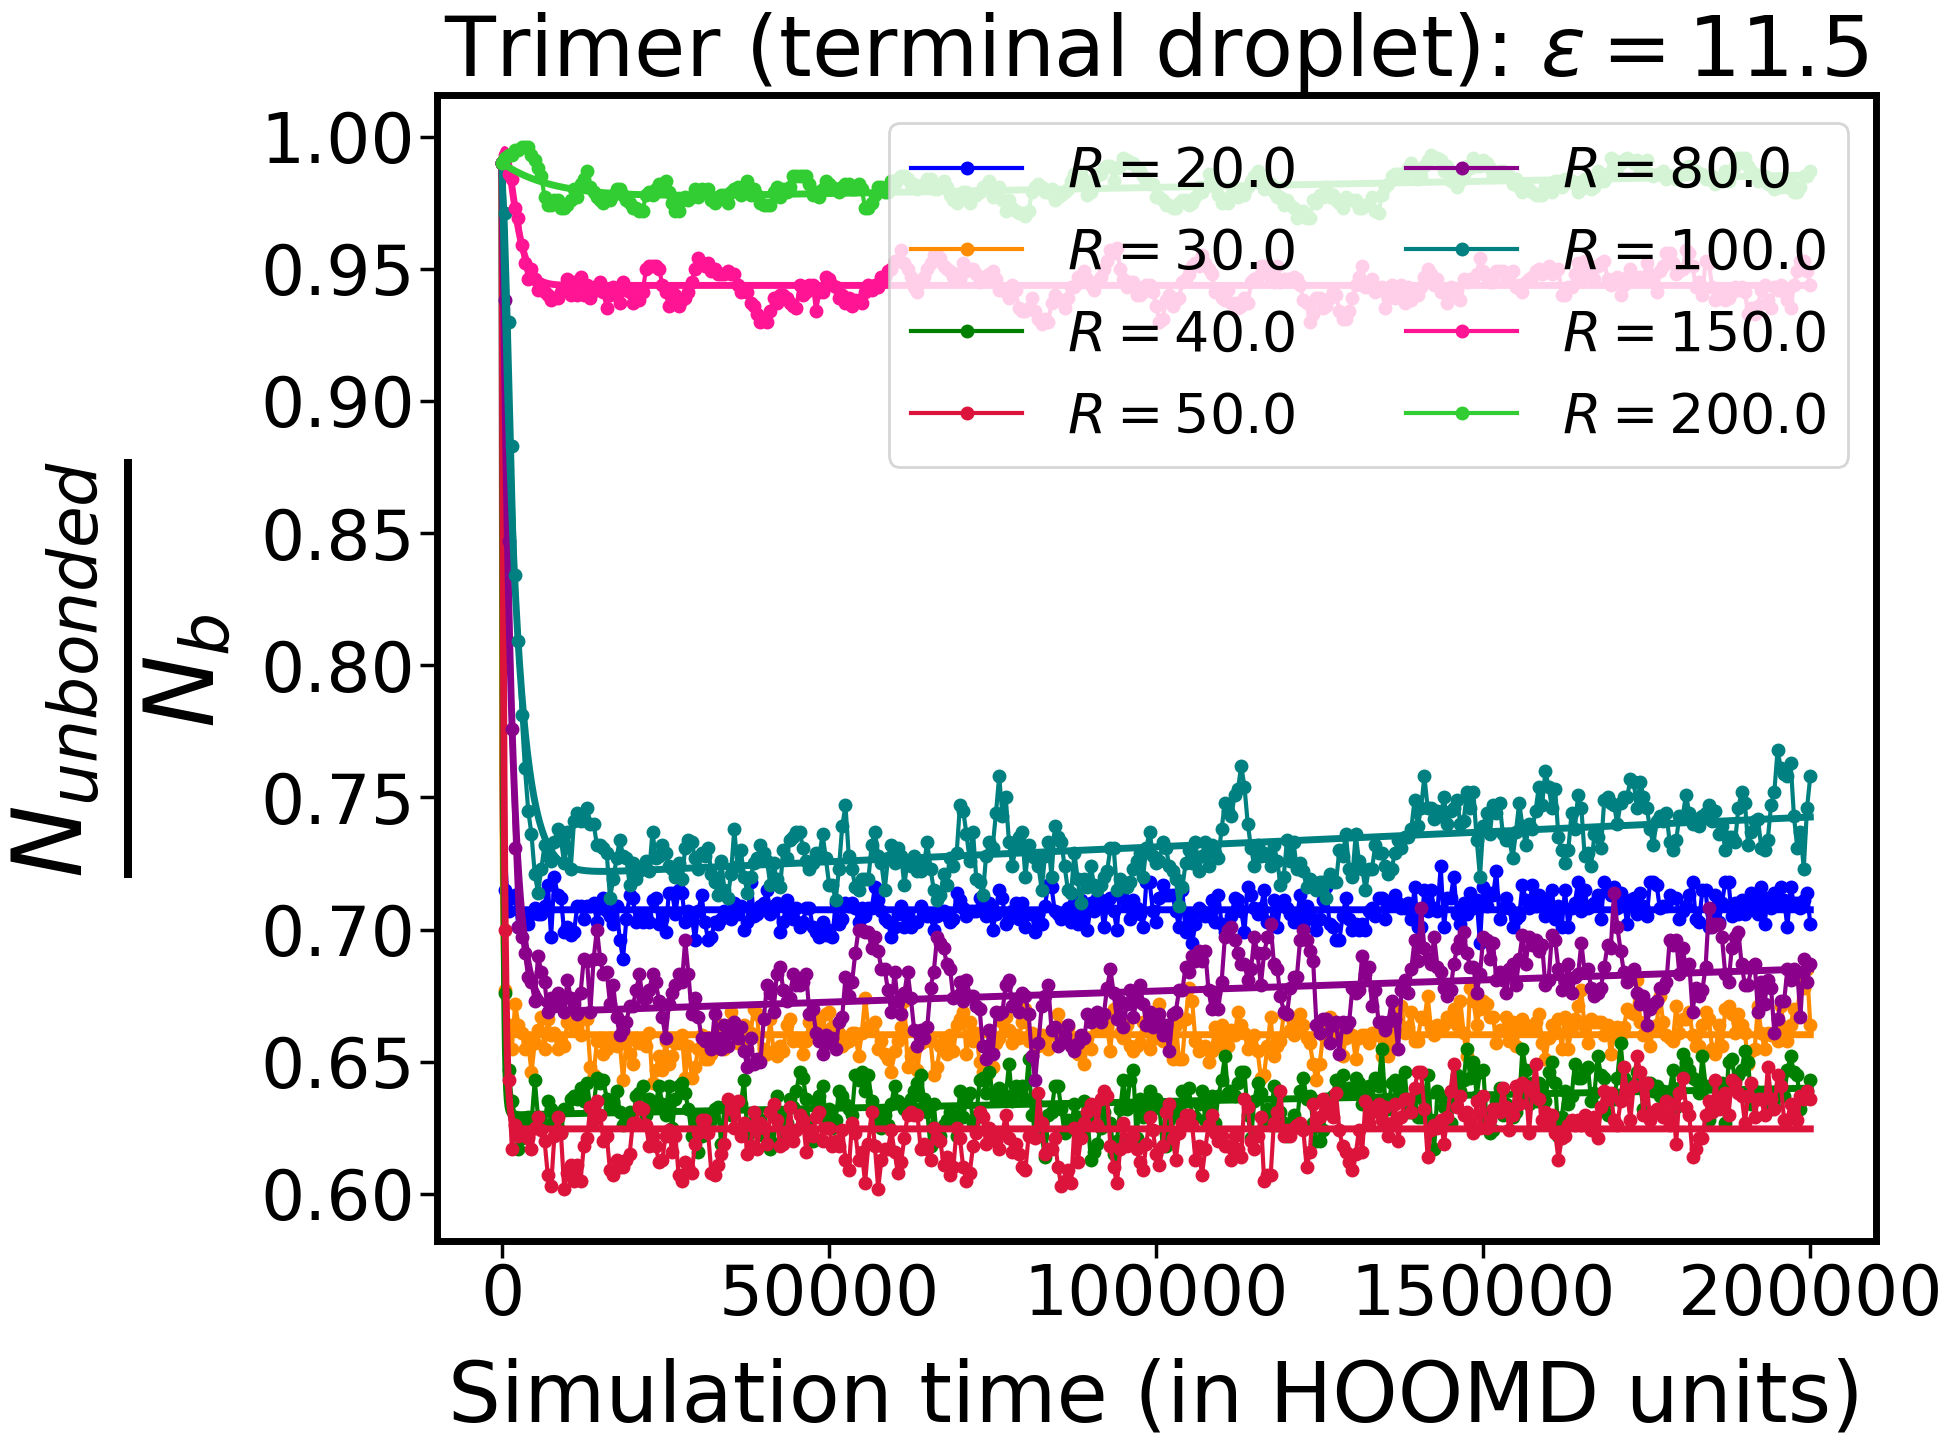 Trimer (terminal droplet): ε = 11.5
N_unbonded
N_b
1.00
0.95
0.90
0.85
0.80
0.75
0.70
0.65
0.60
R = 20.0
R = 30.0
R = 40.0
R = 50.0
R = 80.0
R = 100.0
R = 150.0
R = 200.0
0 50000 100000 150000 200000
Simulation time (in HOOMD units)